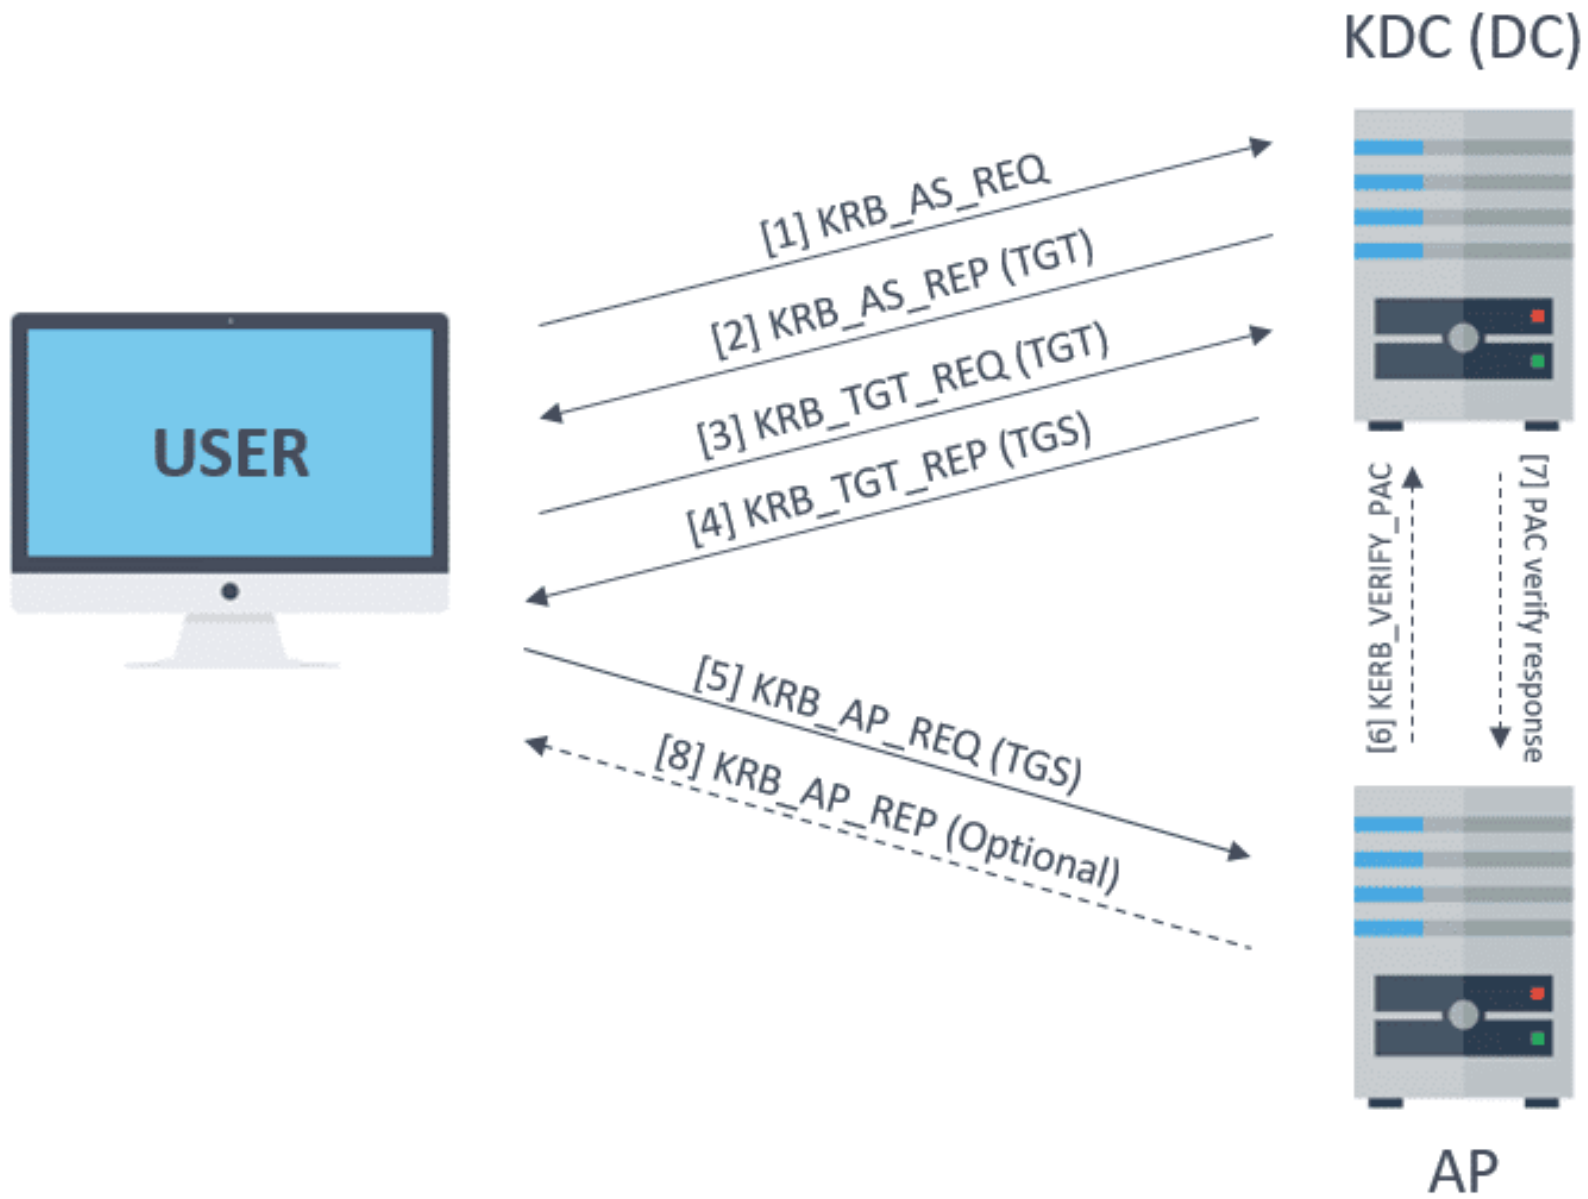 KDC (DC)
[1] KRB_AS_REQ
[2] KRB_AS_REP (TGT)
[3] KRB_TGT_REQ (TGT)
[4] KRB_TGT_REP (TGS)
USER
[5] KRB_AP_REQ (TGS)
[8] KRB_AP_REP (Optional)
[6] KERB_VERIFY_PAC
[7] PAC verify response
AP